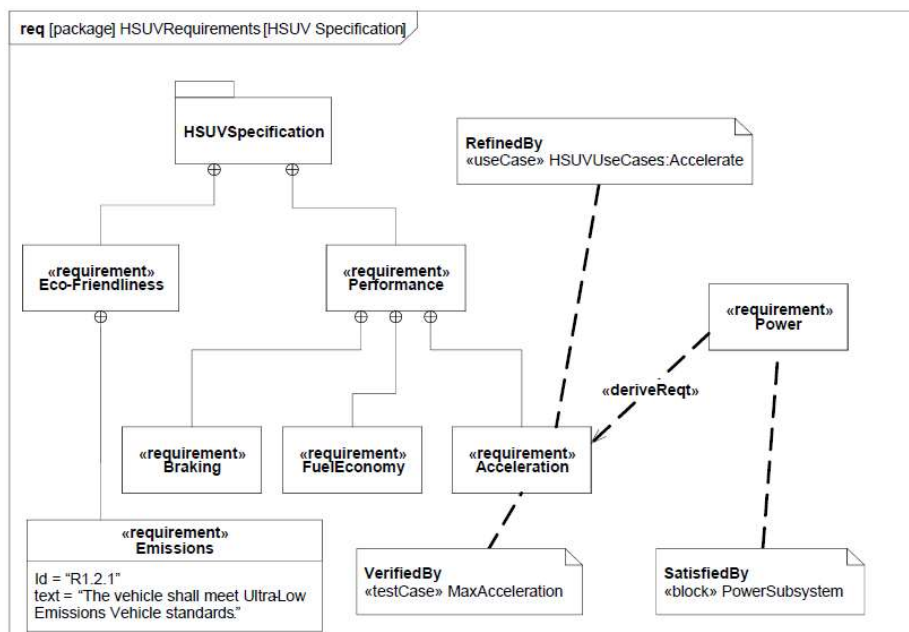 req [package] HSUVRequirements [HSUV Specification]
HSUVSpecification
RefinedBy
«useCase» HSUVUseCases:Accelerate
«requirement»
Eco-Friendliness
«requirement»
Performance
«requirement»
Power
«deriveReqt»
«requirement»
Braking
«requirement»
FuelEconomy
«requirement»
Acceleration
«requirement»
Emissions
Id = “R1.2.1”
text = “The vehicle shall meet Ultra-Low
Emissions Vehicle standards.”
VerifiedBy
«testCase» MaxAcceleration
SatisfiedBy
«block» PowerSubsystem